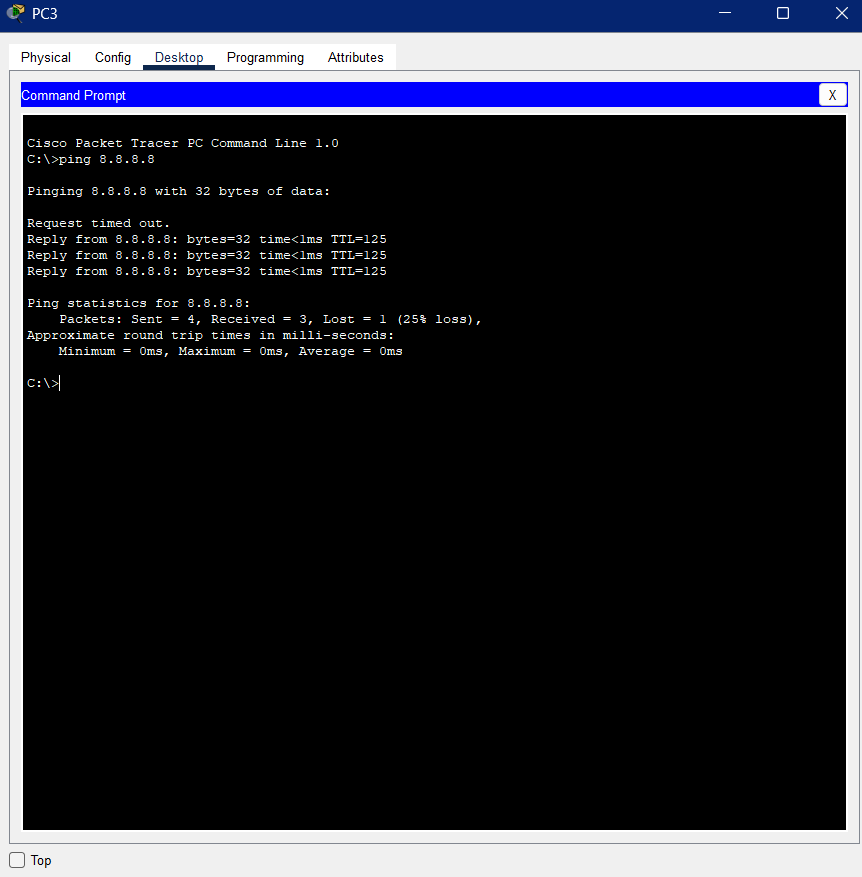 PC3
Physical Config Desktop Programming Attributes
Command Prompt
X
Cisco Packet Tracer PC Command Line 1.0
C:\>ping 8.8.8.8
Pinging 8.8.8.8 with 32 bytes of data:
Request timed out.
Reply from 8.8.8.8: bytes=32 time<1ms TTL=125
Reply from 8.8.8.8: bytes=32 time<1ms TTL=125
Reply from 8.8.8.8: bytes=32 time<1ms TTL=125
Ping statistics for 8.8.8.8:
    Packets: Sent = 4, Received = 3, Lost = 1 (25% loss),
Approximate round trip times in milli-seconds:
    Minimum = 0ms, Maximum = 0ms, Average = 0ms
C:\>
Top